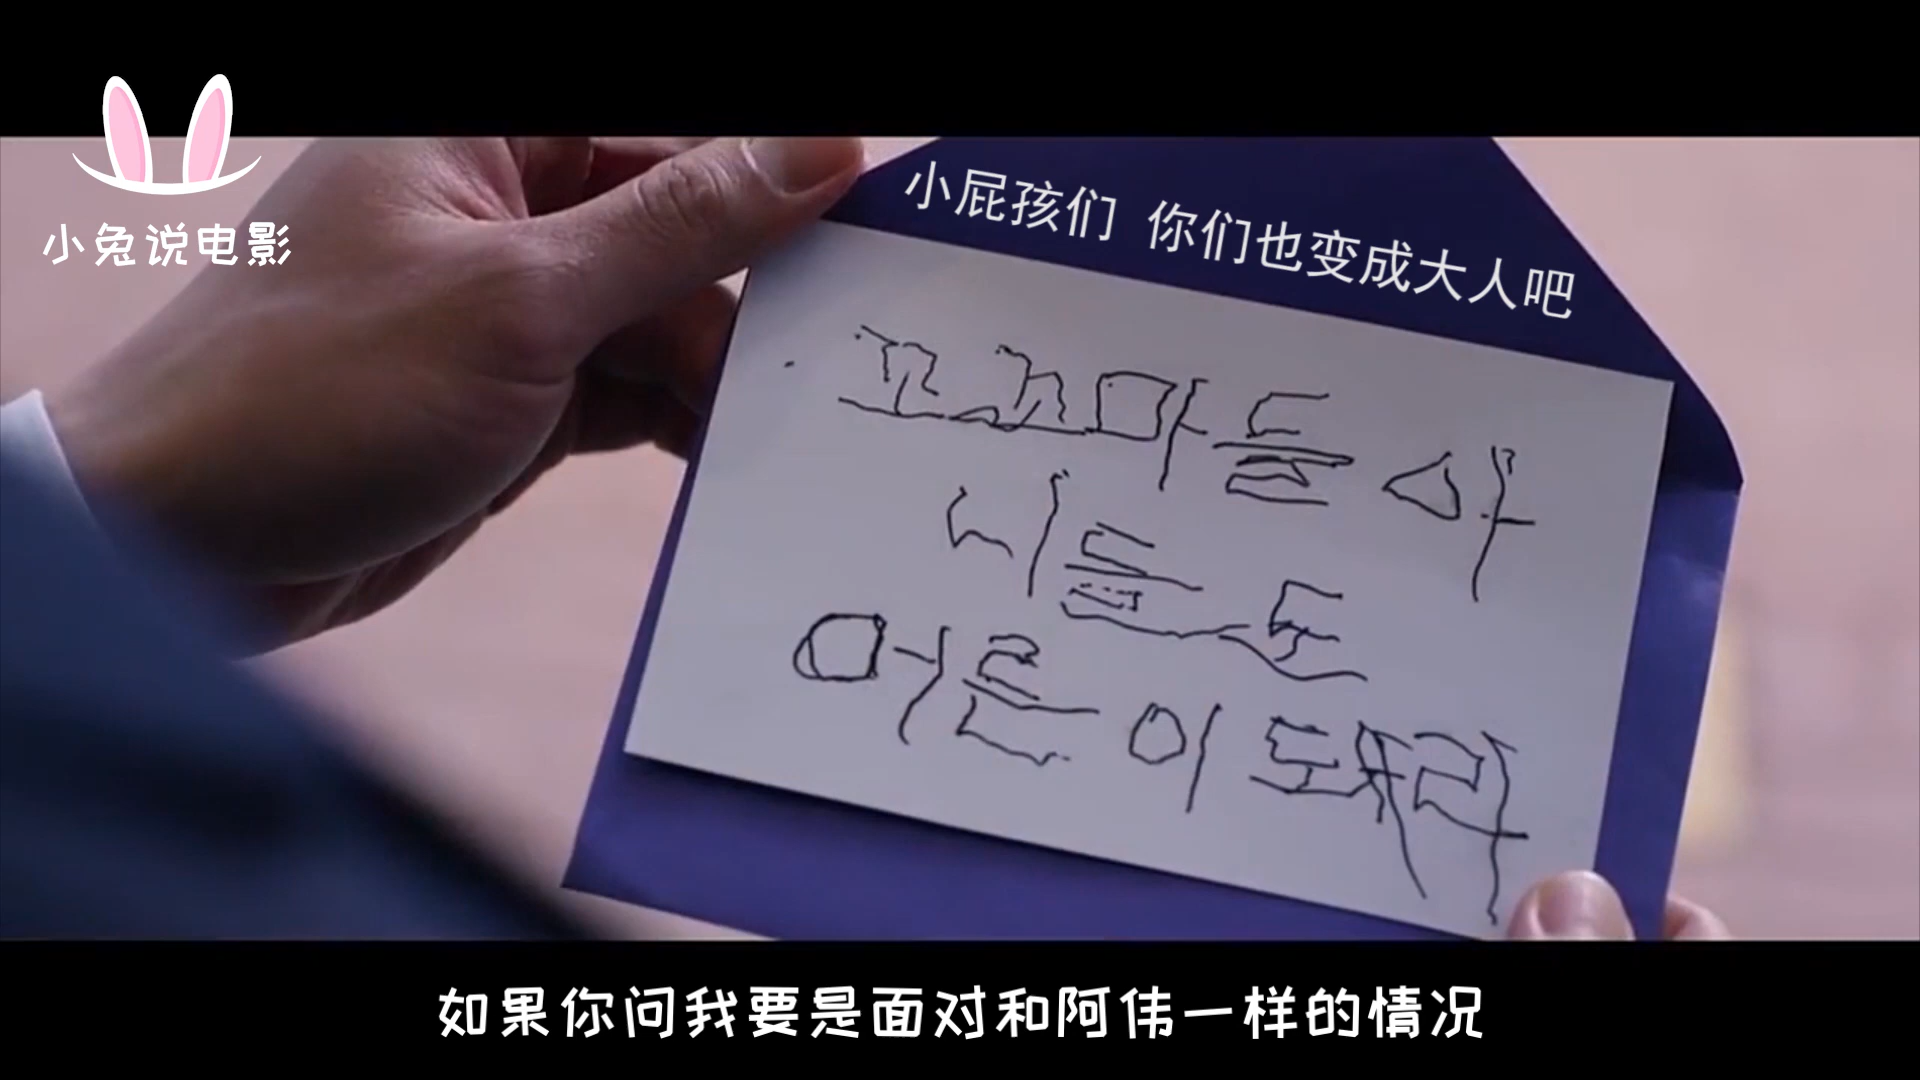 小兔说电影
小屁孩们 你们也变成大人吧
꼬꼬마들아
너들도
어른이 돼라
如果你问我要是面对和阿伟一样的情况